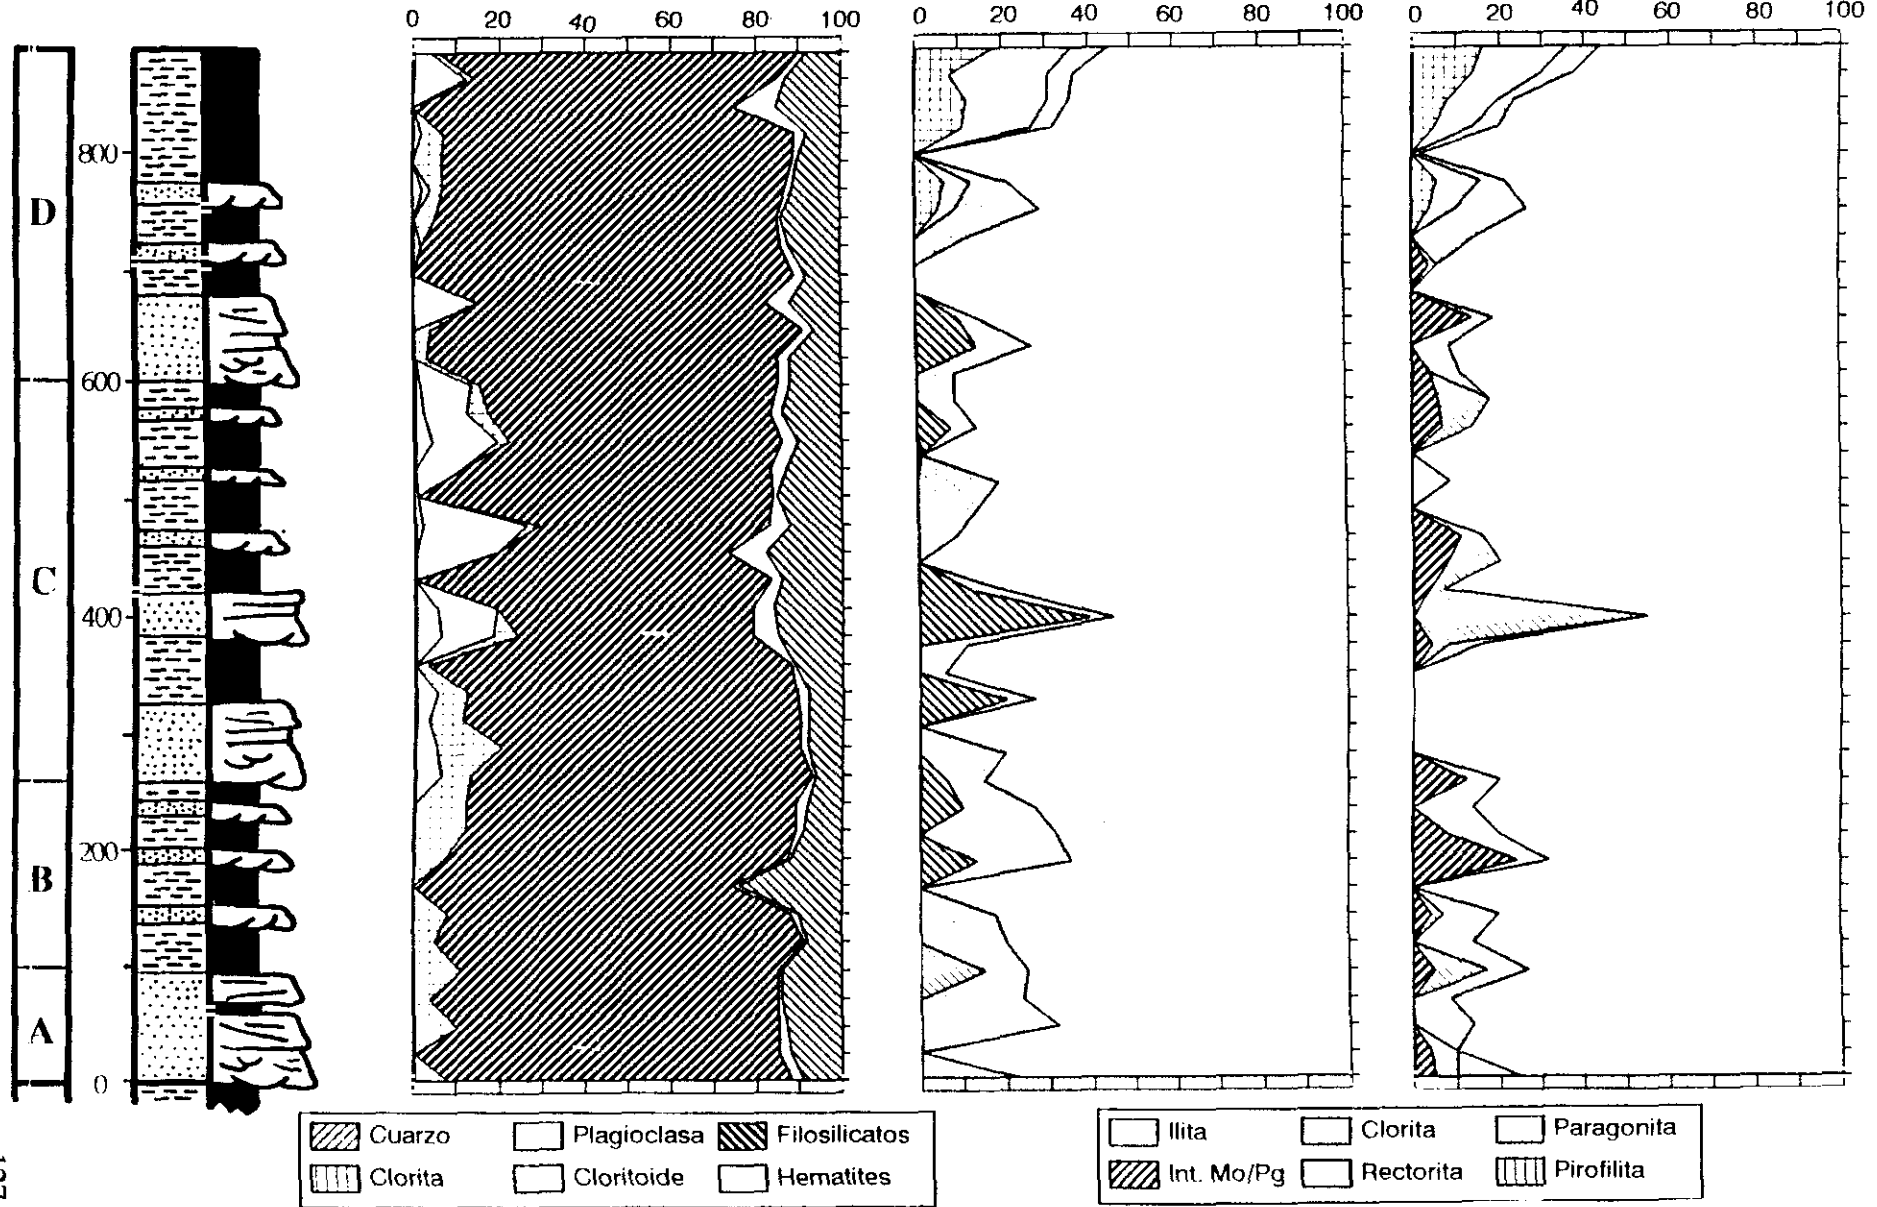 0 20 40 60 80 100
0 20 40 60 80 100
0 20 40 60 80 100
D
C
B
A
800
600
400
200
0
Cuarzo Plagioclasa Filosilicatos
Clorita Cloritoide Hematites
Ilita Clorita Paragonita
Int. Mo/Pg Rectorita Pirofilita